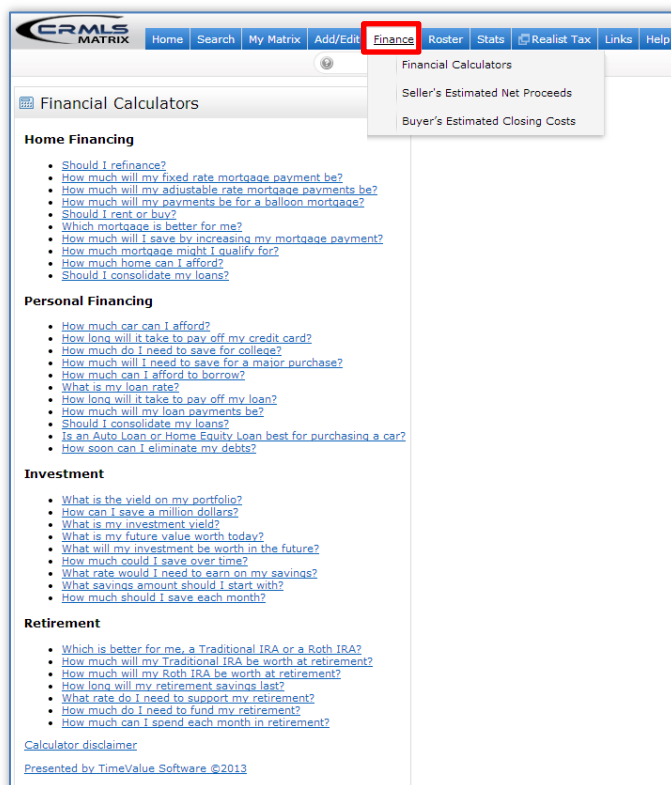 CRMLS
MATRIX
Home Search My Matrix Add/Edit Finance Roster Stats Realist Tax Links Help
Financial Calculators
Seller's Estimated Net Proceeds
Buyer's Estimated Closing Costs
Financial Calculators
Home Financing
Should I refinance?
How much will my fixed rate mortgage payment be?
How much will my adjustable rate mortgage payments be?
How much will my payments be for a balloon mortgage?
Should I rent or buy?
Which mortgage is better for me?
How much will I save by increasing my mortgage payment?
How much mortgage might I qualify for?
How much home can I afford?
Should I consolidate my loans?
Personal Financing
How much car can I afford?
How long will it take to pay off my credit card?
How much do I need to save for college?
How much will I need to save for a major purchase?
How much can I afford to borrow?
What is my loan rate?
How long will it take to pay off my loan?
How much will my loan payments be?
Should I consolidate my loans?
Is an Auto Loan or Home Equity Loan best for purchasing a car?
How soon can I eliminate my debts?
Investment
What is the yield on my portfolio?
How can I save a million dollars?
What is my investment yield?
What is my future value worth today?
What will my investment be worth in the future?
How much could I save over time?
What rate would I need to earn on my savings?
What savings amount should I start with?
How much should I save each month?
Retirement
Which is better for me, a Traditional IRA or a Roth IRA?
How much will my Traditional IRA be worth at retirement?
How much will my Roth IRA be worth at retirement?
How long will my retirement savings last?
What rate do I need to support my retirement?
How much do I need to fund my retirement?
How much can I spend each month in retirement?
Calculator disclaimer
Presented by TimeValue Software ©2013